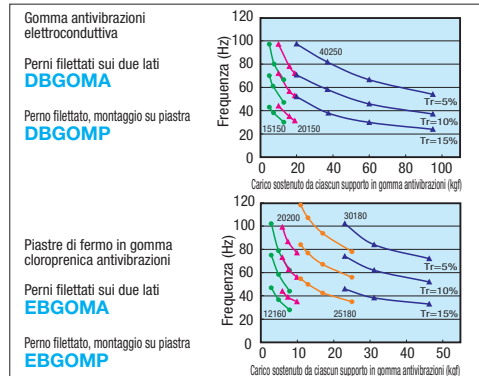 Gomma antivibrazioni
elettroconduttiva
Perni filettati sui due lati
DBGOMA
Perno filettato, montaggio su piastra
DBGOMP
Frequenza (Hz)
120
100
80
60
40
20
0
40250
Tr=5%
Tr=10%
Tr=15%
15150
20150
0 20 40 60 80 100
Carico sostenuto da ciascun supporto in gomma antivibrazioni (kgf)
Piastre di fermo in gomma
cloroprenica antivibrazioni
Perni filettati sui due lati
EBGOMA
Perno filettato, montaggio su piastra
EBGOMP
Frequenza (Hz)
120
100
80
60
40
20
0
20200
30180
Tr=5%
Tr=10%
Tr=15%
12160
25180
0 10 20 30 40 50
Carico sostenuto da ciascun supporto in gomma antivibrazioni (kgf)